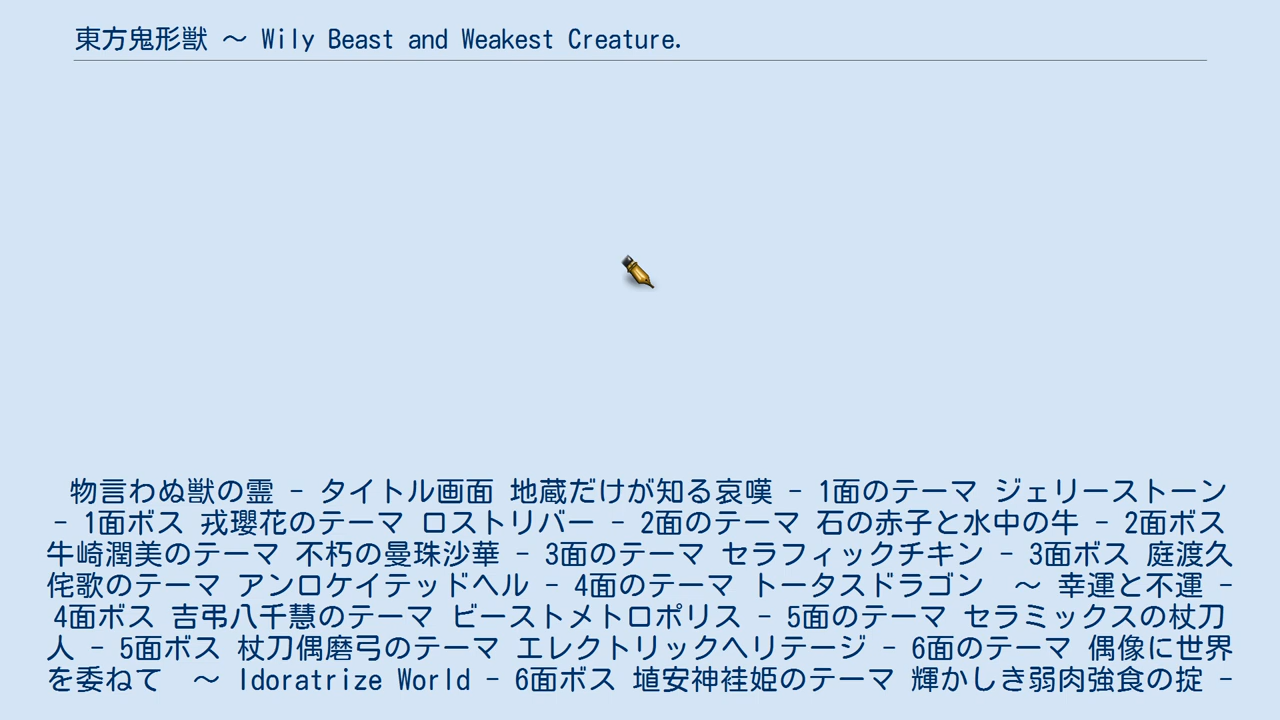 東方鬼形獣 ～ Wily Beast and Weakest Creature.
物言わぬ獣の霊 - タイトル画面 地蔵だけが知る哀嘆 - 1面のテーマ ジェリーストーン
- 1面ボス 戎瓔花のテーマ ロストリバー - 2面のテーマ 石の赤子と水中の牛 - 2面ボス
牛崎潤美のテーマ 不朽の曼珠沙華 - 3面のテーマ セラフィックチキン - 3面ボス 庭渡久
侘歌のテーマ アンロケイテッドヘル - 4面のテーマ トータスドラゴン　～ 幸運と不運 -
4面ボス 吉弔八千慧のテーマ ビーストメトロポリス - 5面のテーマ セラミックスの杖刀
人 - 5面ボス 杖刀偶磨弓のテーマ エレクトリックヘリテージ - 6面のテーマ 偶像に世界
を委ねて　～ Idoratrize World - 6面ボス 埴安神袿姫のテーマ 輝かしき弱肉強食の掟 -